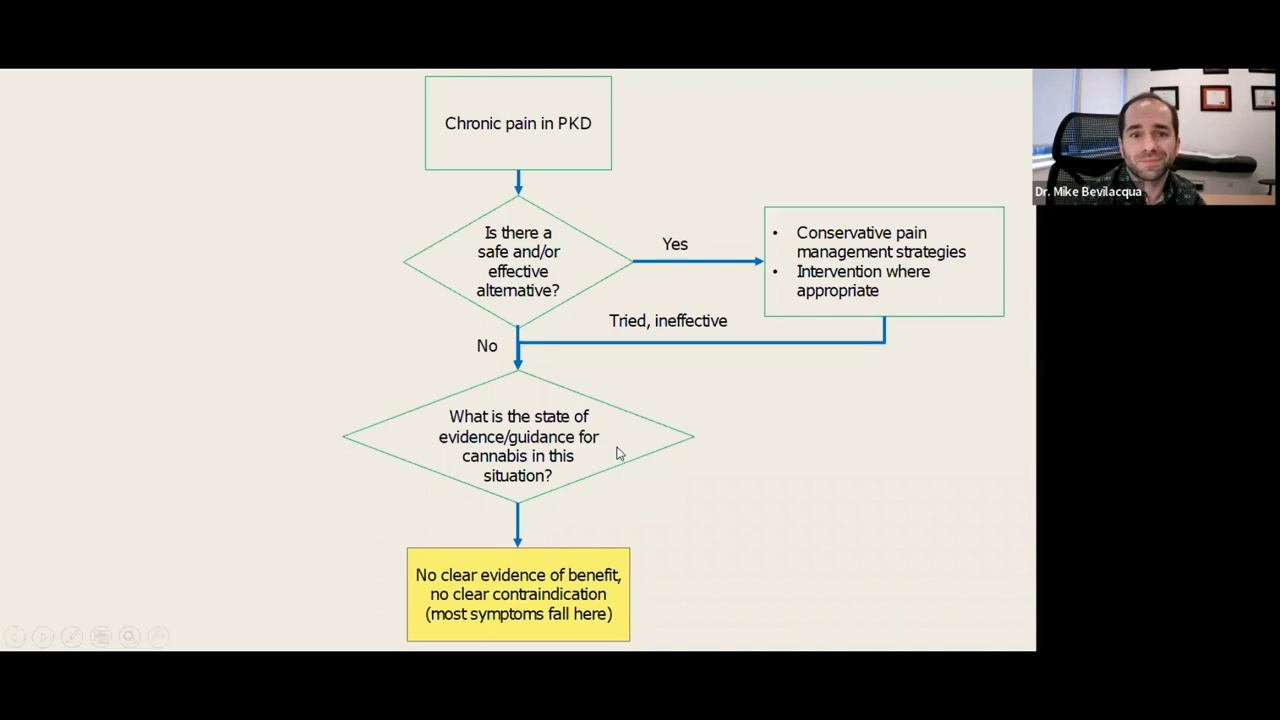 Chronic pain in PKD
Dr. Mike Bevilacqua
Is there a
safe and/or
effective
alternative?
Yes
• Conservative pain
management strategies
• Intervention where
appropriate
Tried, ineffective
No
What is the state of
evidence/guidance for
cannabis in this
situation?
No clear evidence of benefit,
no clear contraindication
(most symptoms fall here)